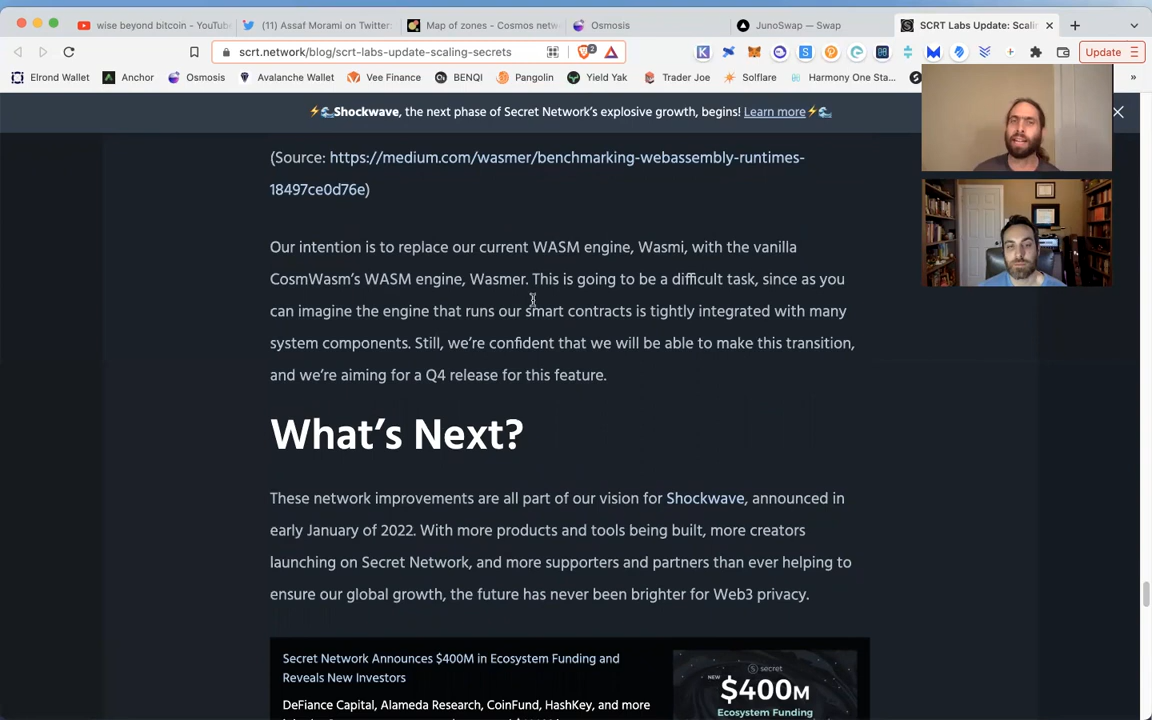 wise beyond bitcoin - YouTub
(11) Assaf Morami on Twitter:
Map of zones - Cosmos netw
Osmosis
JunoSwap — Swap
SCRT Labs Update: Scalin
scrt.network/blog/scrt-labs-update-scaling-secrets
2
Update
Elrond Wallet
Anchor
Osmosis
Avalanche Wallet
Vee Finance
BENQI
Pangolin
Yield Yak
Trader Joe
Solflare
Harmony One Sta...
»
⚡🌊Shockwave, the next phase of Secret Network's explosive growth, begins! Learn more⚡🌊
(Source: https://medium.com/wasmer/benchmarking-webassembly-runtimes-
18497ce0d76e)
Our intention is to replace our current WASM engine, Wasmi, with the vanilla
CosmWasm's WASM engine, Wasmer. This is going to be a difficult task, since as you
can imagine the engine that runs our smart contracts is tightly integrated with many
system components. Still, we're confident that we will be able to make this transition,
and we're aiming for a Q4 release for this feature.
What's Next?
These network improvements are all part of our vision for Shockwave, announced in
early January of 2022. With more products and tools being built, more creators
launching on Secret Network, and more supporters and partners than ever helping to
ensure our global growth, the future has never been brighter for Web3 privacy.
Secret Network Announces $400M in Ecosystem Funding and
Reveals New Investors
DeFiance Capital, Alameda Research, CoinFund, HashKey, and more
secret
NEW
$400M
Ecosystem Funding